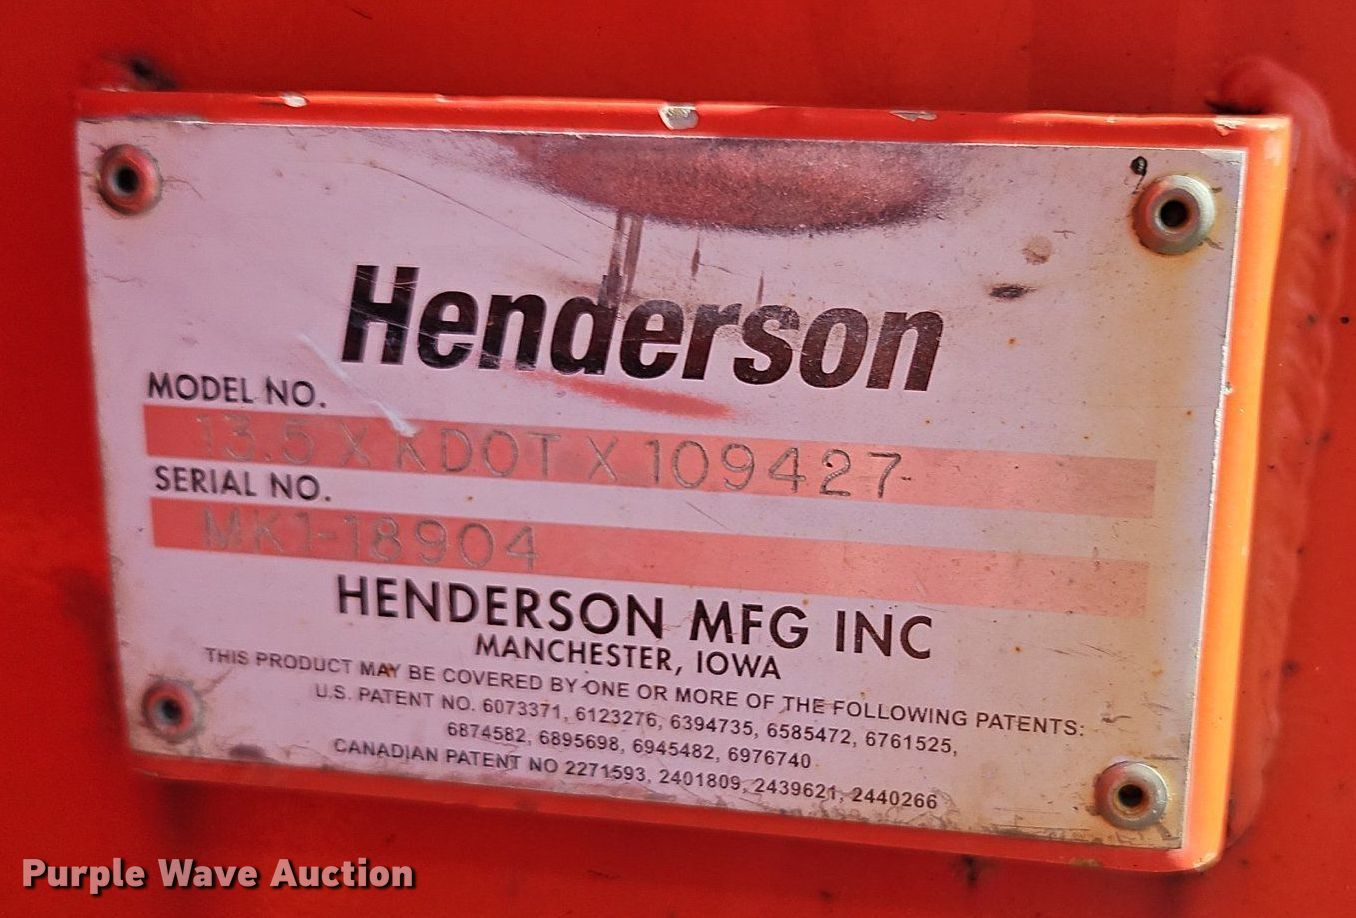 Henderson
MODEL NO.
13.5 X KDOT X 109427
SERIAL NO.
MK1-18904
HENDERSON MFG INC
MANCHESTER, IOWA
THIS PRODUCT MAY BE COVERED BY ONE OR MORE OF THE FOLLOWING PATENTS:
U.S. PATENT NO. 6073371, 6123276, 6394735, 6585472, 6761525,
6874582, 6895698, 6945482, 6976740
CANADIAN PATENT NO 2271593, 2401809, 2439621, 2440266
Purple Wave Auction